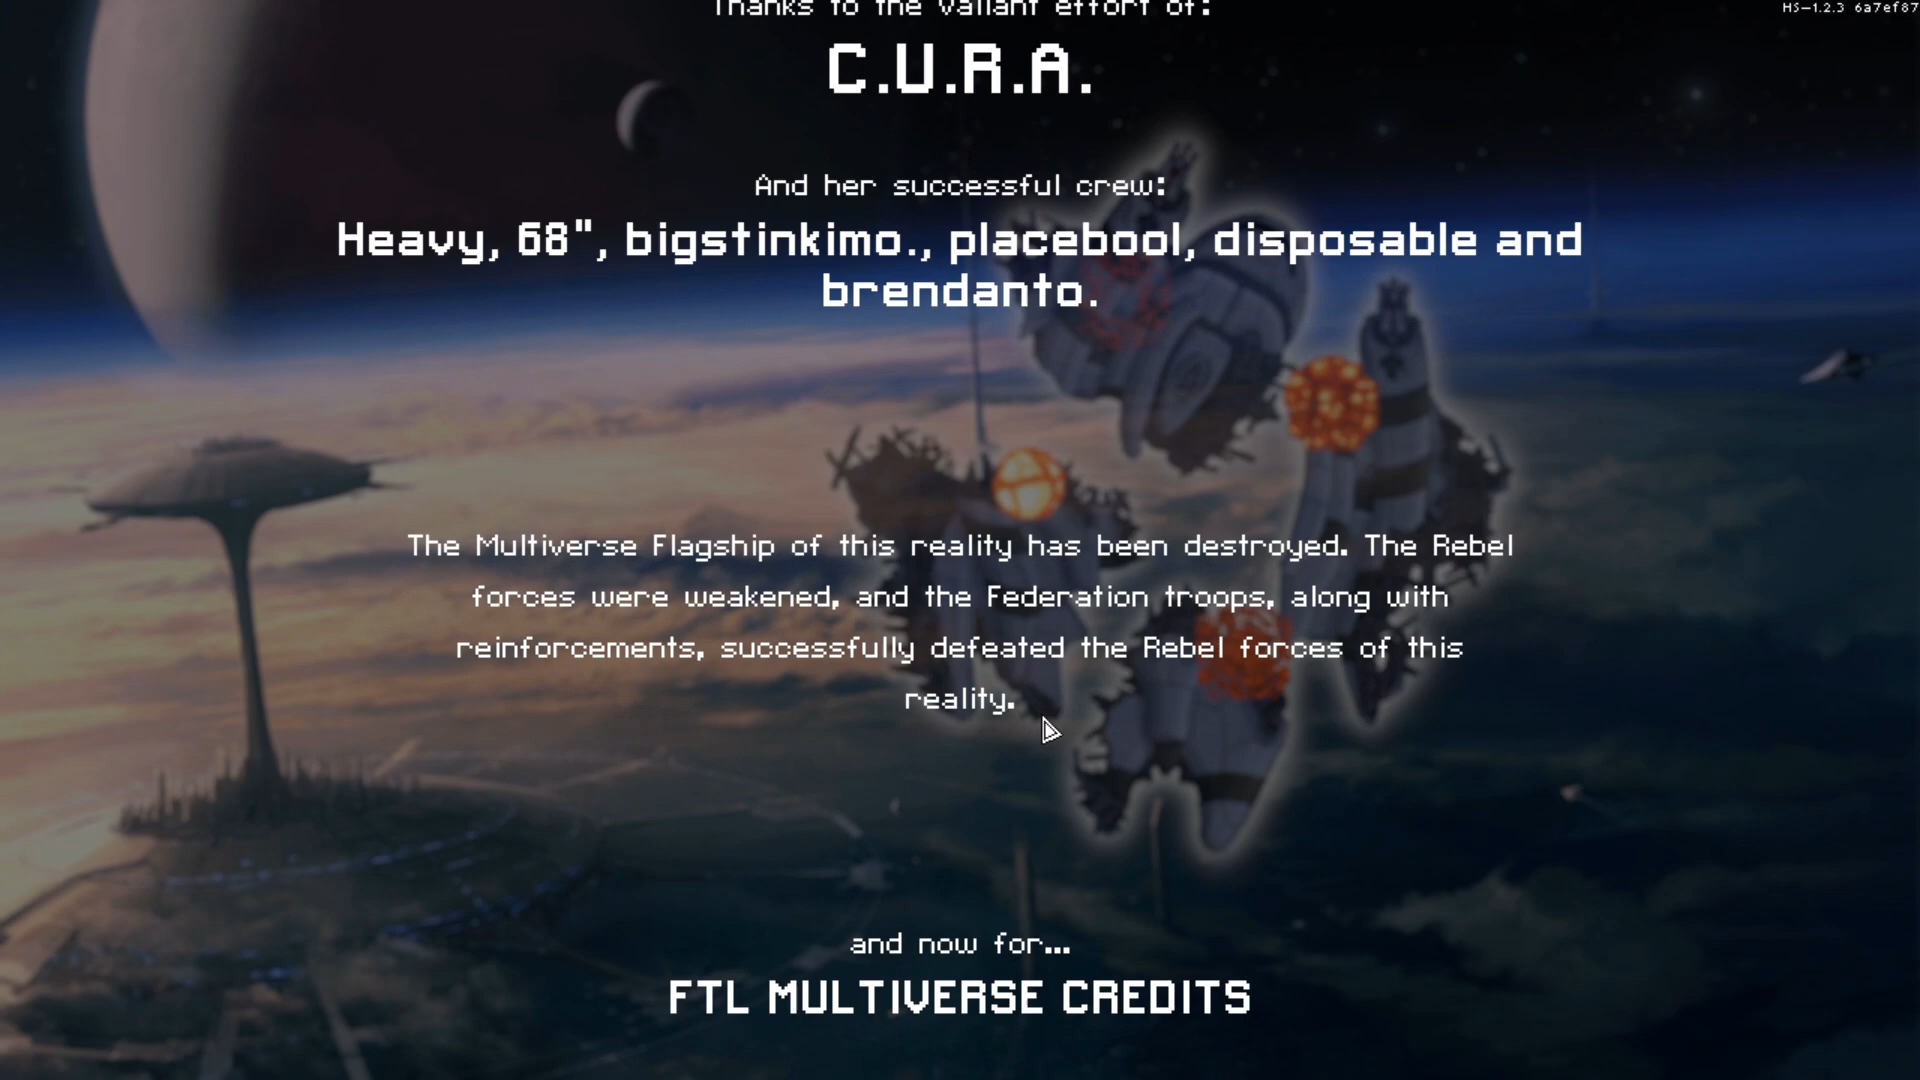 Thanks to the valiant effort of:
HS-1.2.3 6a7ef87
C.U.R.A.
And her successful crew:
Heavy, 68", bigstinkimo., placebool, disposable and
brendanto.
The Multiverse Flagship of this reality has been destroyed. The Rebel
forces were weakened, and the Federation troops, along with
reinforcements, successfully defeated the Rebel forces of this
reality.
and now for...
FTL MULTIVERSE CREDITS